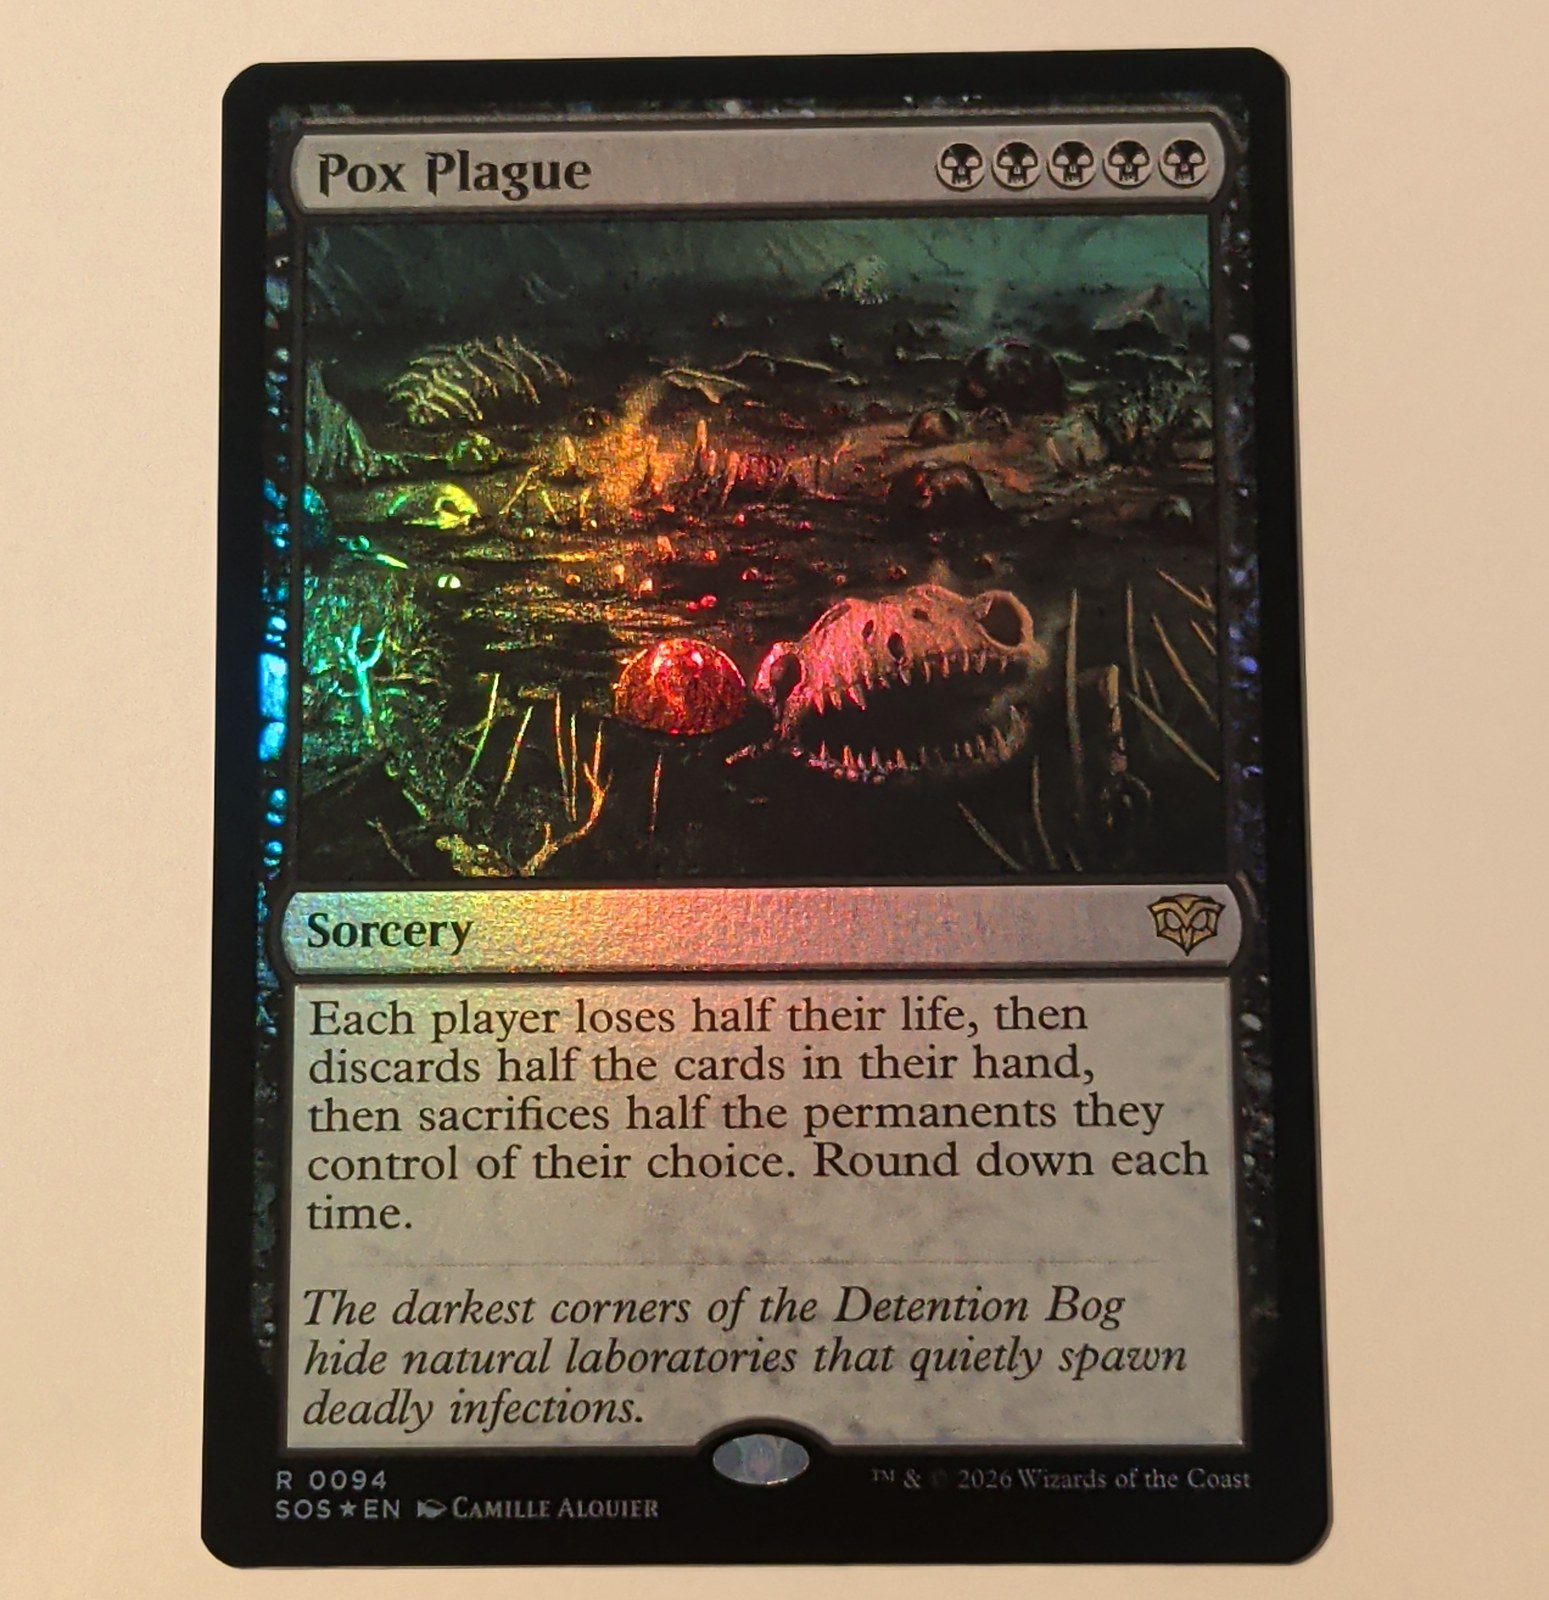 Pox Plague
Sorcery
Each player loses half their life, then
discards half the cards in their hand,
then sacrifices half the permanents they
control of their choice. Round down each
time.
The darkest corners of the Detention Bog
hide natural laboratories that quietly spawn
deadly infections.
R 0094
™ & © 2026 Wizards of the Coast
SOS★EN Camille Alquier